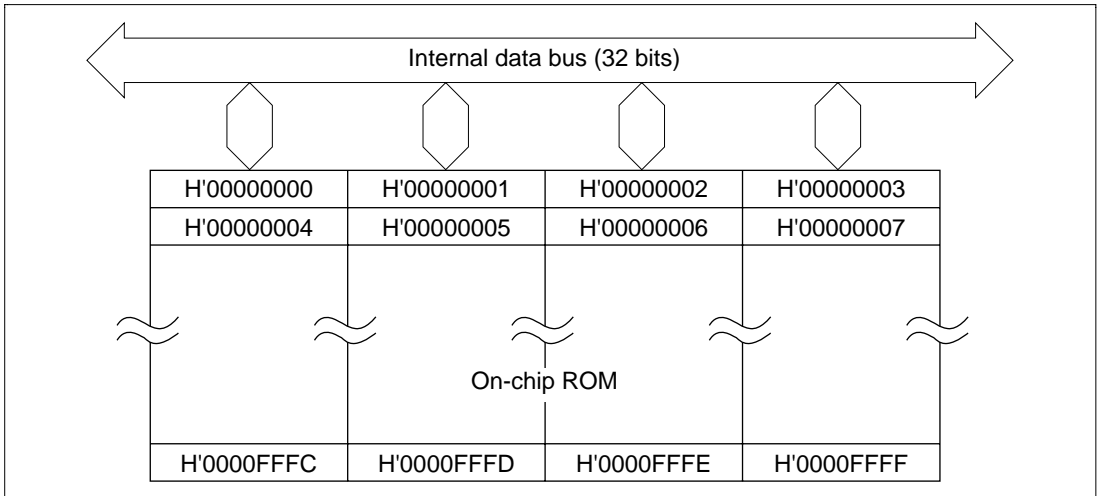 Internal data bus (32 bits)
H'00000000 H'00000001 H'00000002 H'00000003
H'00000004 H'00000005 H'00000006 H'00000007
On-chip ROM
H'0000FFFC H'0000FFFD H'0000FFFE H'0000FFFF